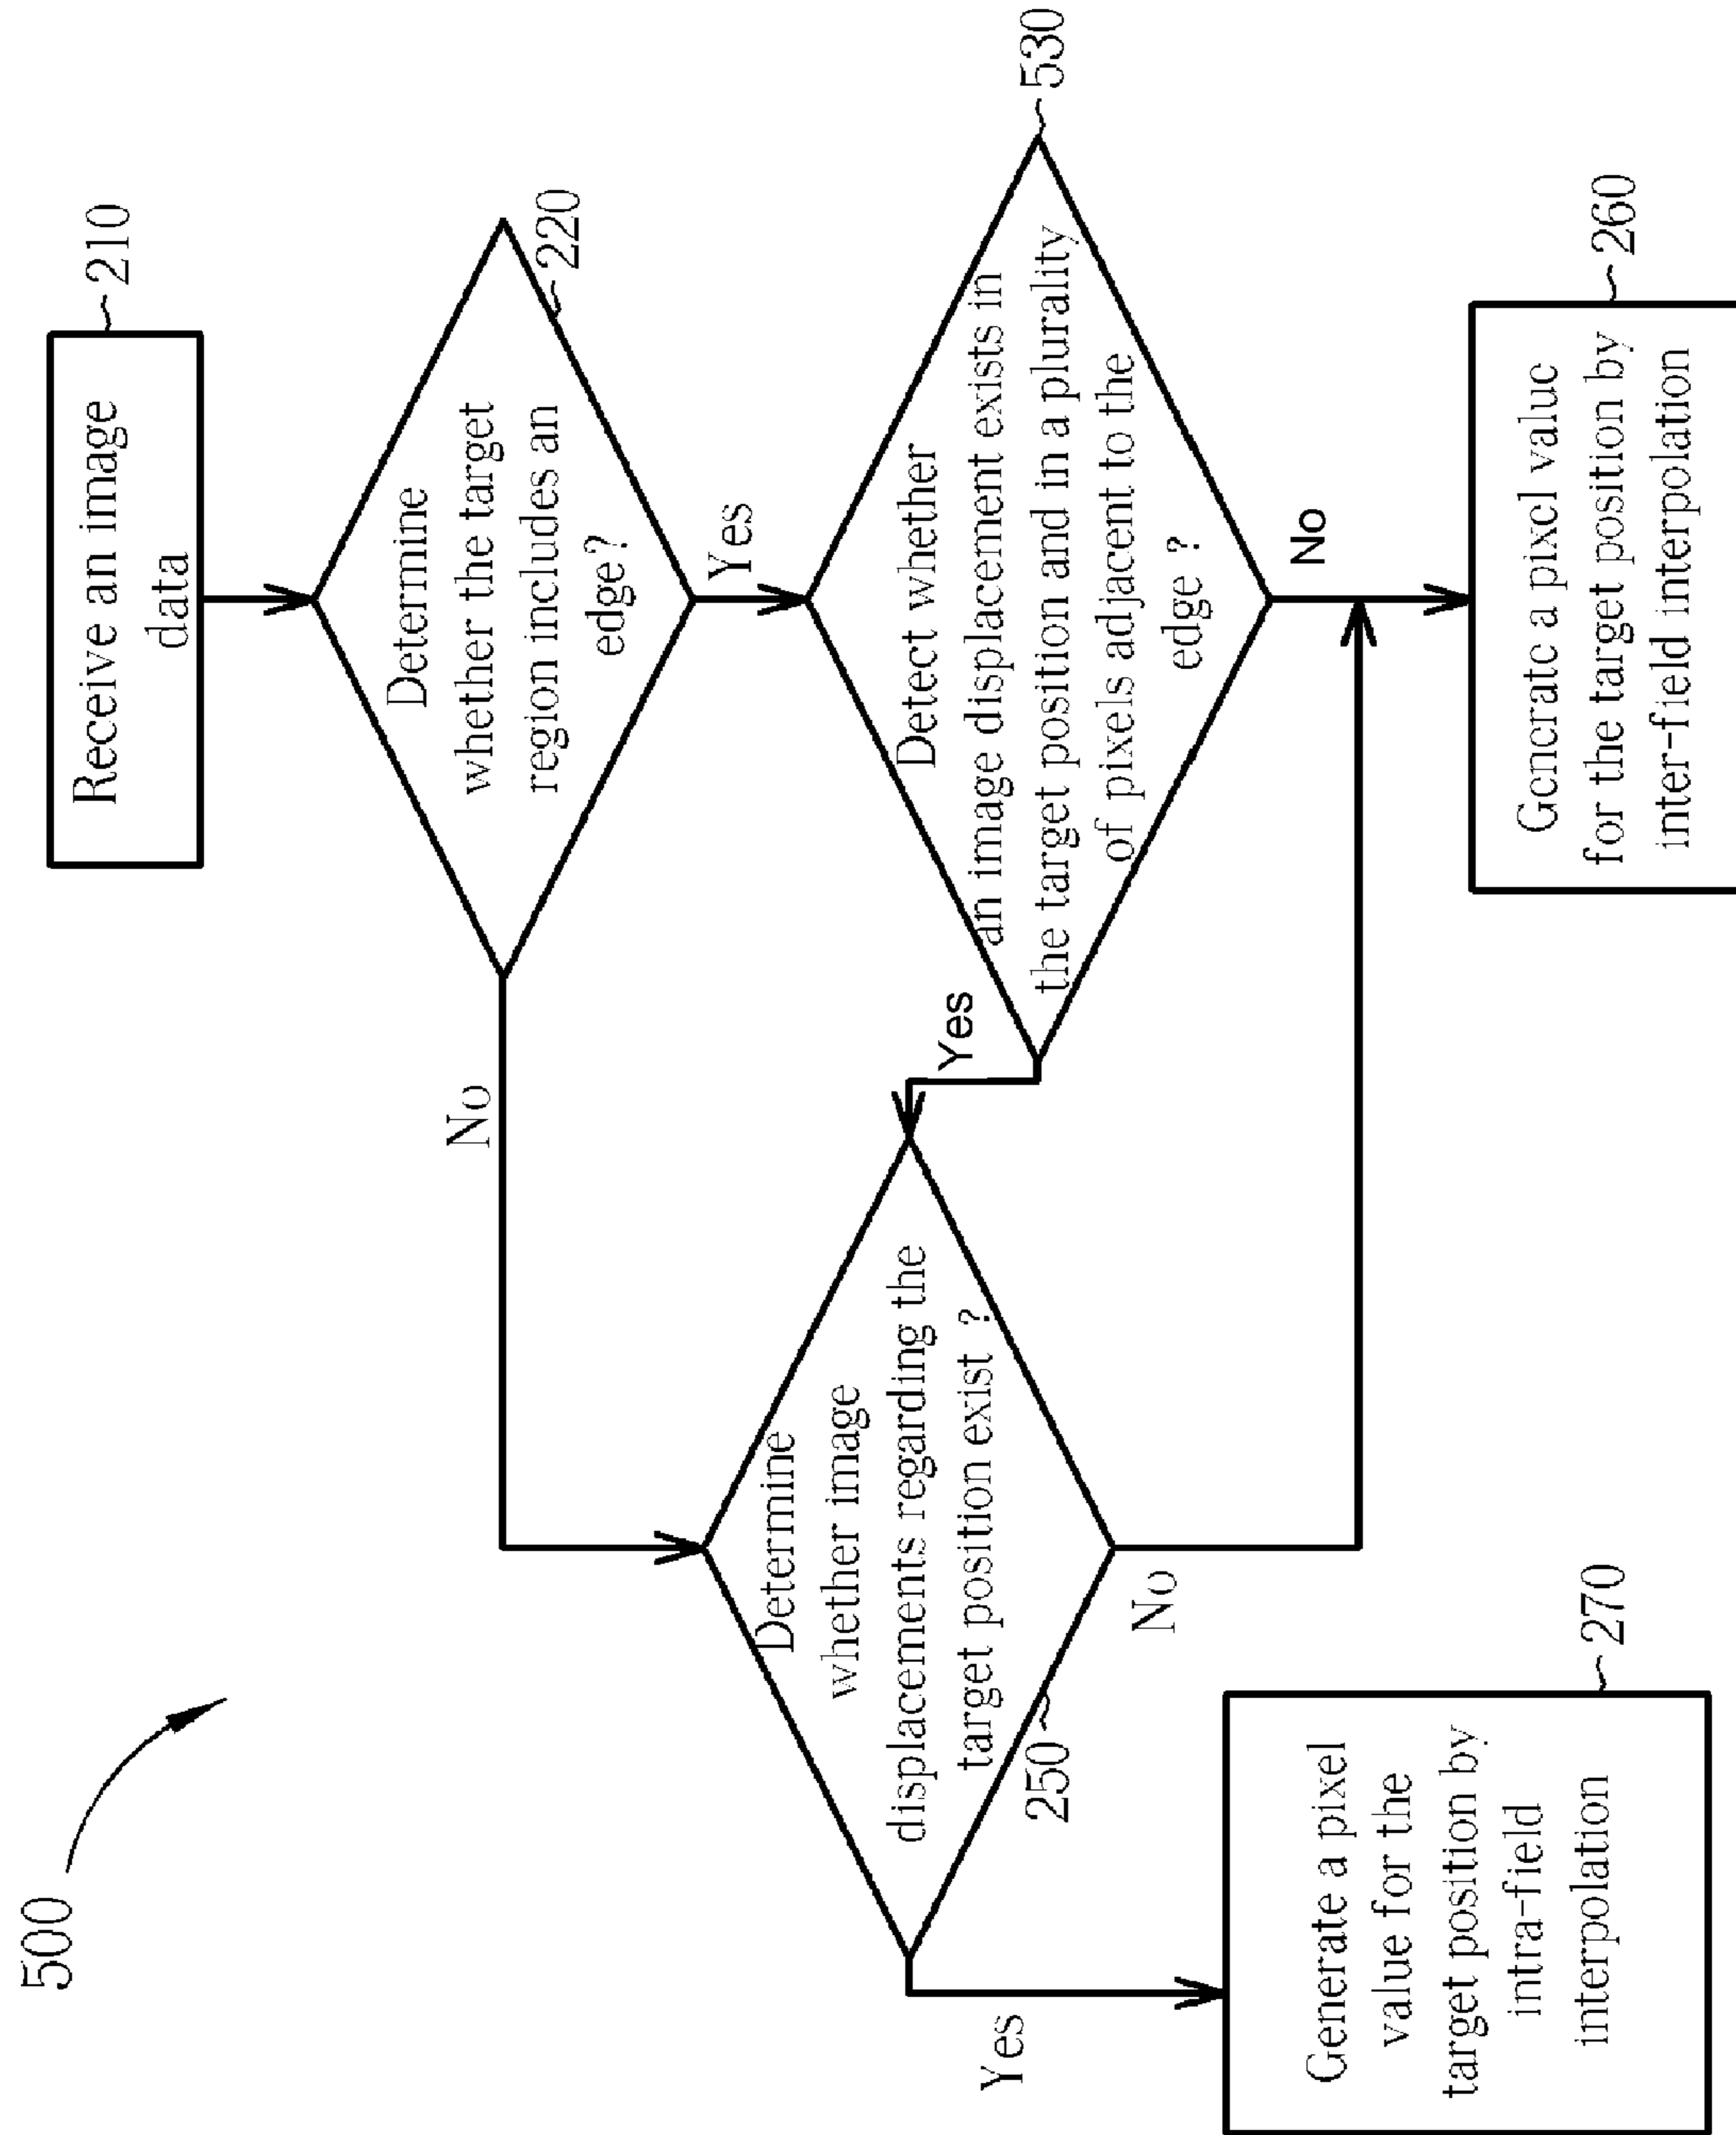 500
Receive an image
data
210
Determine
whether the target
region includes an
edge?
220
No
Yes
Detect whether
an image displacement exists in
the target position and in a plurality
of pixels adjacent to the
edge ?
530
Yes
No
Determine
whether image
displacements regarding the
target position exist ?
250
Yes
No
Generate a pixel
value for the
target position by
intra-field
interpolation
270
Generate a pixel value
for the target position by
inter-field interpolation
260